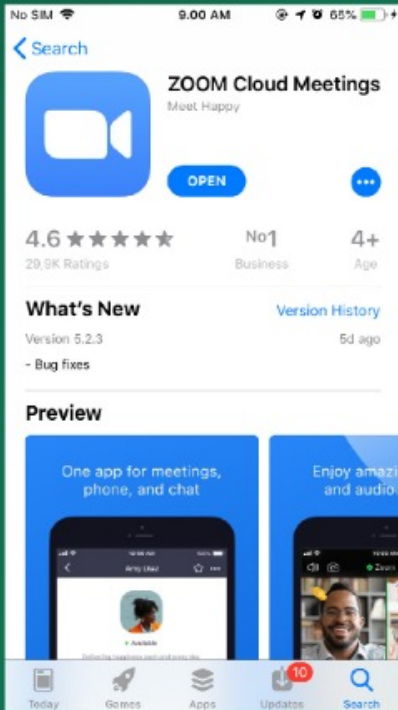 No SIM 9.00 AM 65%
Search
ZOOM Cloud Meetings
Meet Happy
OPEN
4.6 No1 4+
29,9K Ratings Business Age
What's New Version History
Version 5.2.3 5d ago
- Bug fixes
Preview
One app for meetings,
phone, and chat
Enjoy amazi
and audio
Available
Zoom
10
Today Games Apps Updates Search